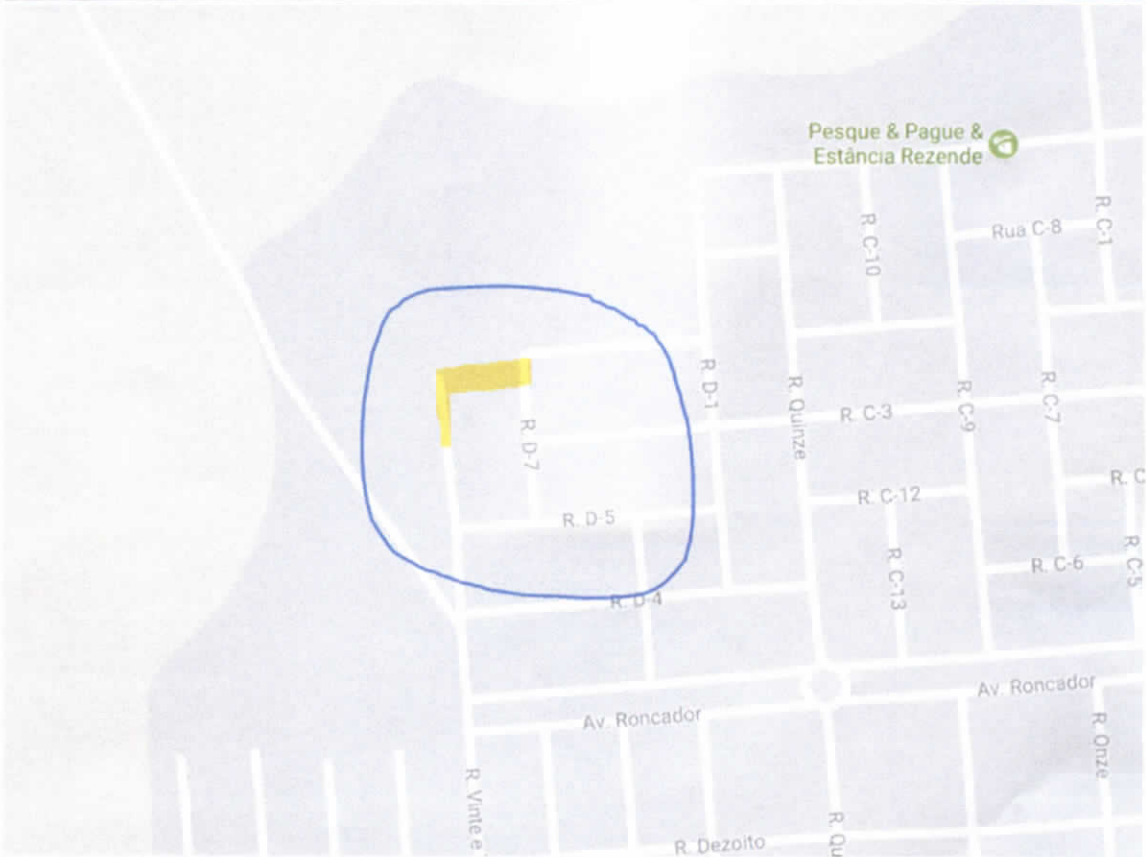 Pesque & Pague &
Estância Rezende
R. C-10
Rua C-8
R. C-1
R. D-1
R. Quinze
R. C-3
R. C-9
R. C-7
R. D-7
R. C-12
R. C
R. D-5
R. C-13
R. C-6
R. C-5
R. D-4
Av. Roncador
Av. Roncador
R. Onze
R. Vinte e
R. Qu
R. Dezoito